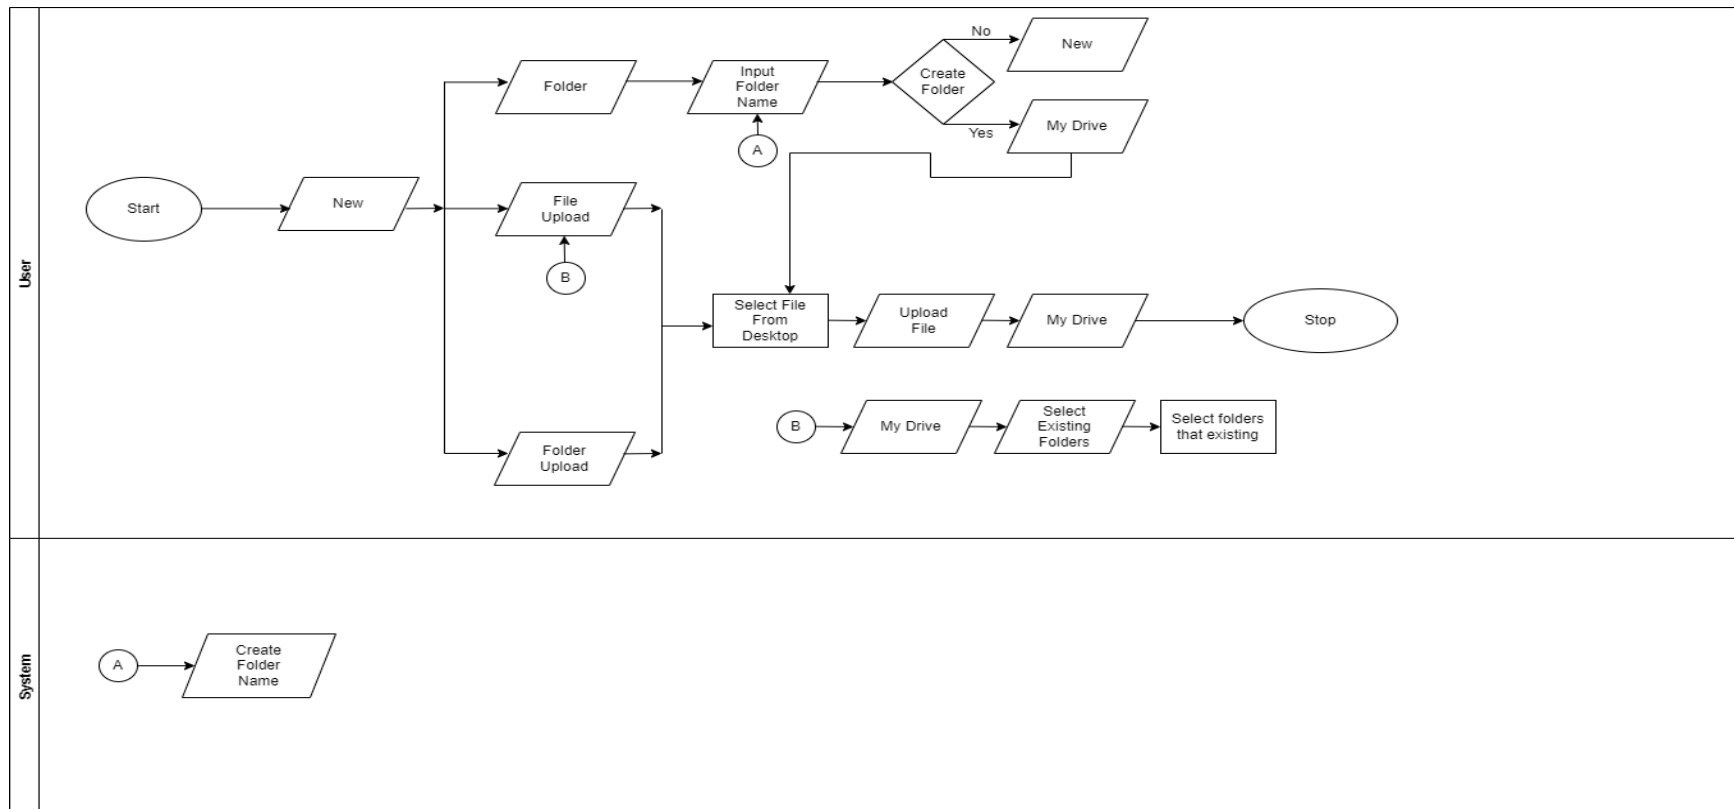 User
Start
New
Folder
Input
Folder
Name
A
Create
Folder
No
New
Yes
My Drive
File
Upload
B
Folder
Upload
Select File
From
Desktop
Upload
File
My Drive
Stop
B
My Drive
Select
Existing
Folders
Select folders
that existing
System
A
Create
Folder
Name